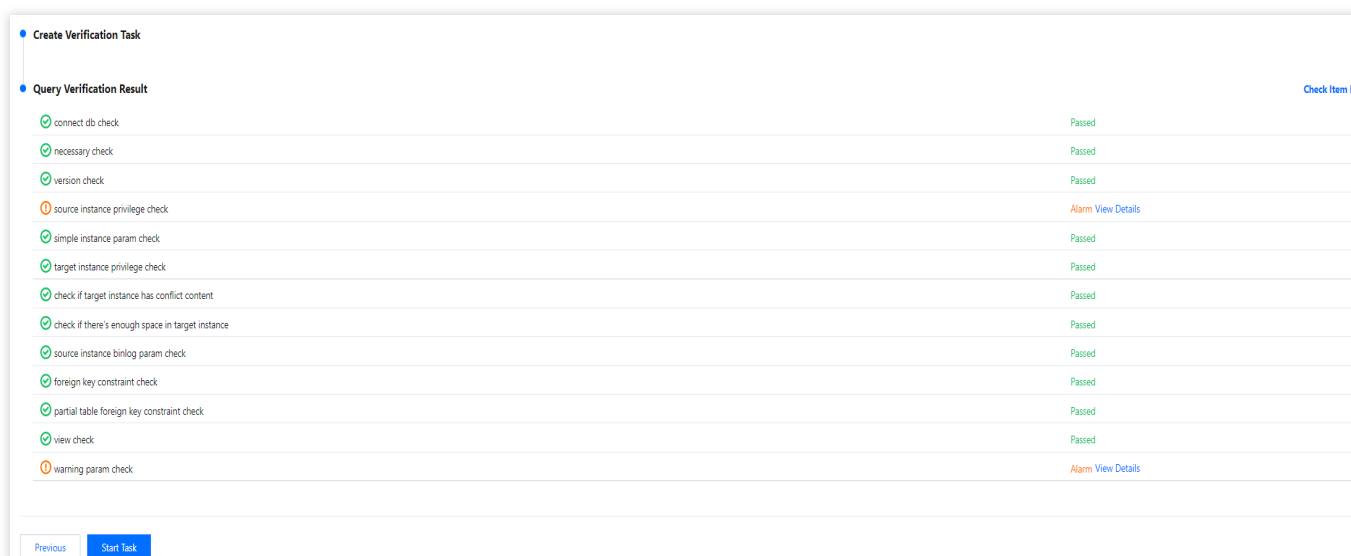 Create Verification Task
Query Verification Result Check Item
connect db check Passed
necessary check Passed
version check Passed
source instance privilege check Alarm View Details
simple instance param check Passed
target instance privilege check Passed
check if target instance has conflict content Passed
check if there's enough space in target instance Passed
source instance binlog param check Passed
foreign key constraint check Passed
partial table foreign key constraint check Passed
view check Passed
warning param check Alarm View Details
Previous Start Task